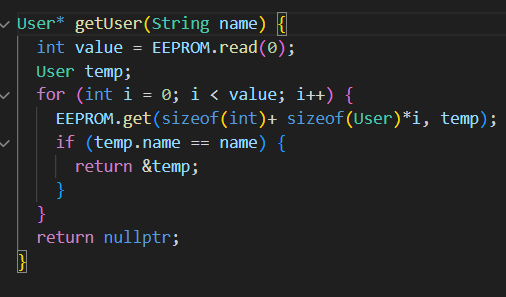 User* getUser(String name) {
int value = EEPROM.read(0);
User temp;
for (int i = 0; i < value; i++) {
EEPROM.get(sizeof(int)+ sizeof(User)*i, temp);
if (temp.name == name) {
return &temp;
}
}
return nullptr;
}